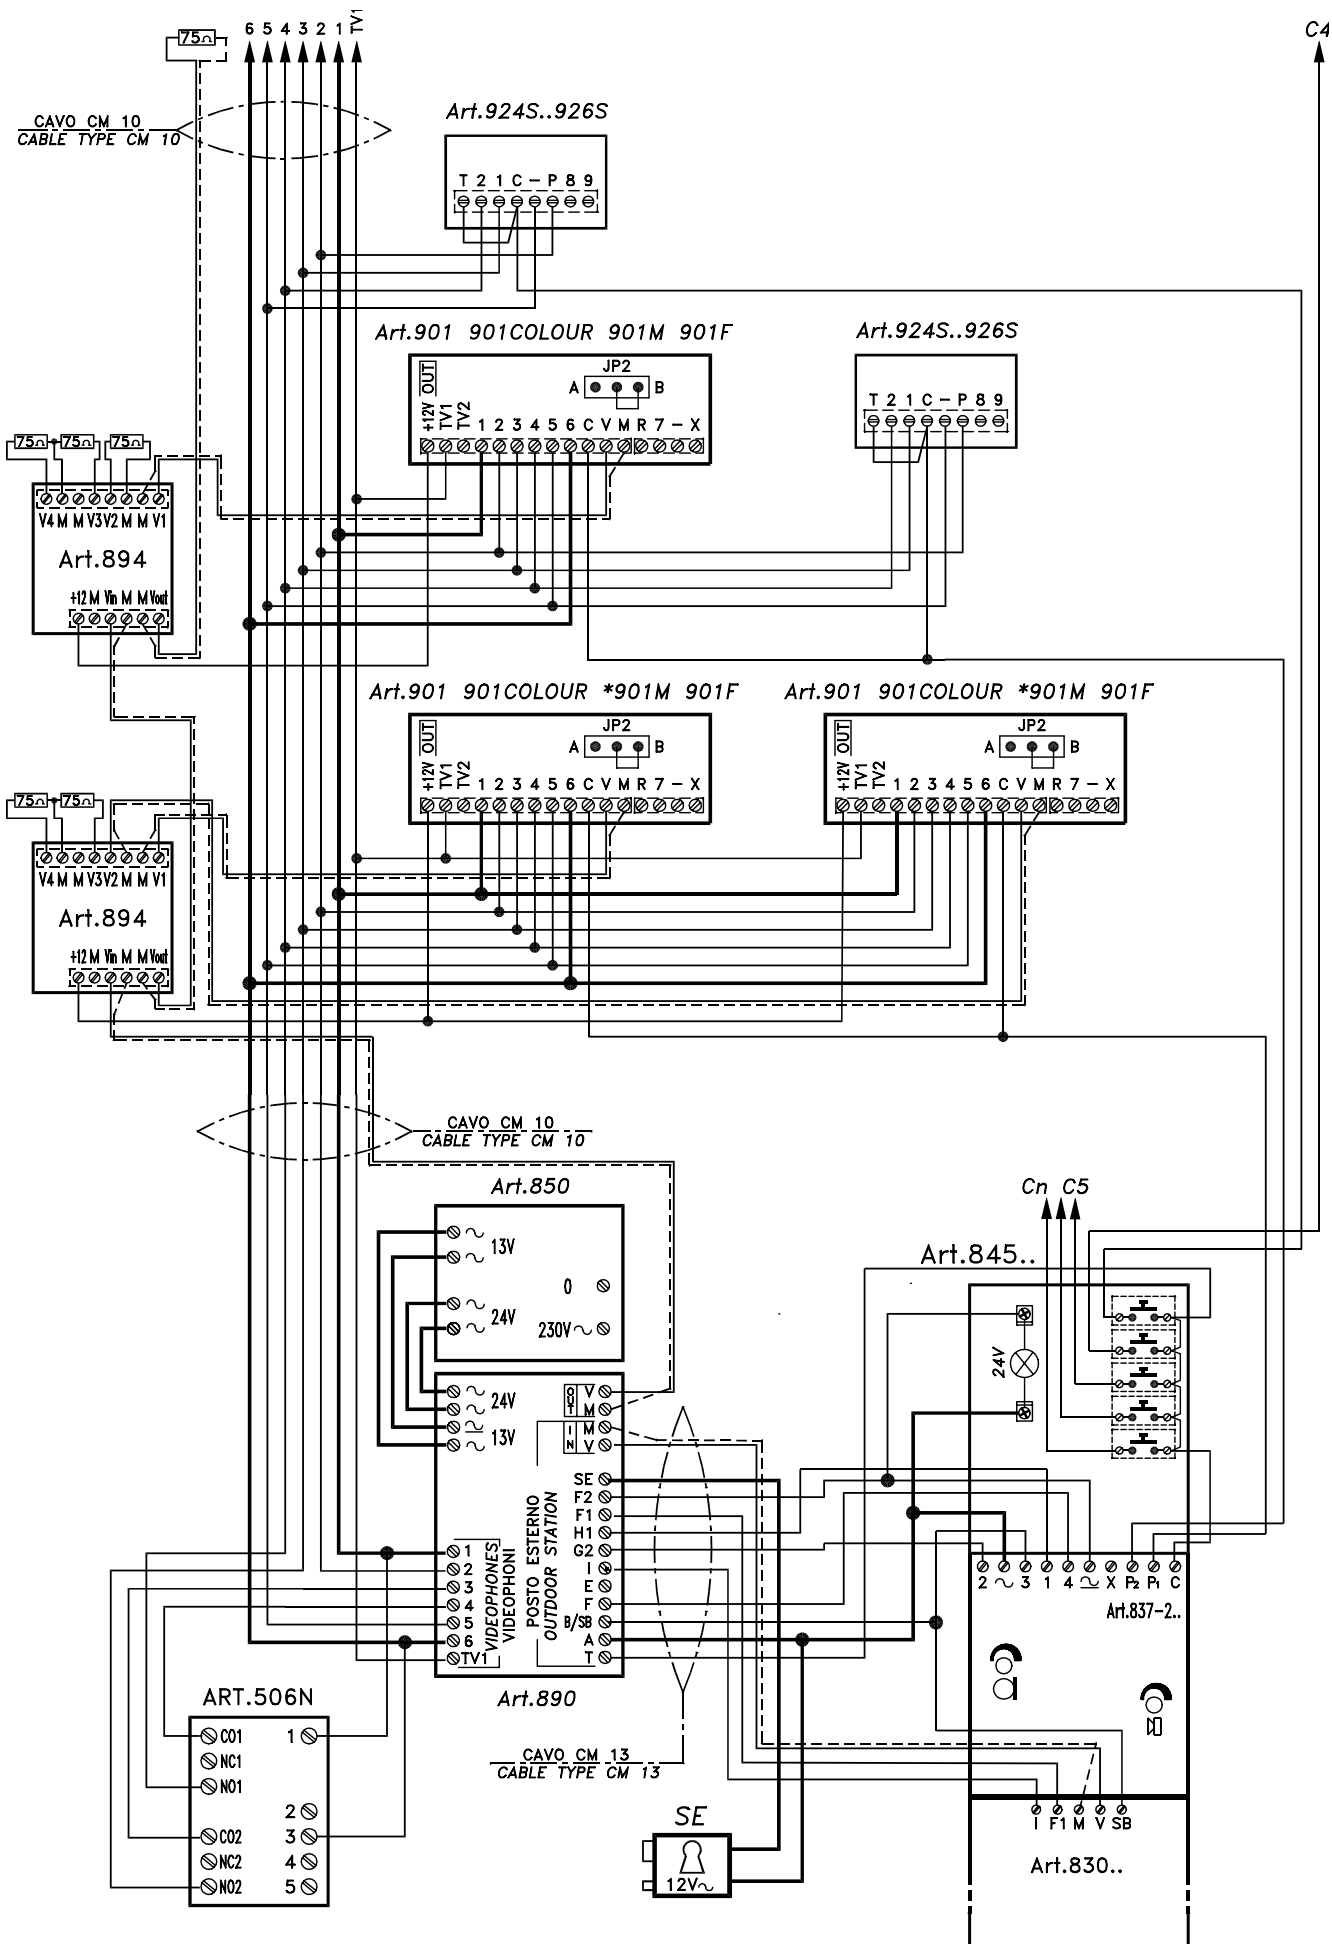 75Ω
6 5 4 3 2 1 TV1
C4
CAVO CM 10
CABLE TYPE CM 10
Art.924S..926S
T 2 1 C - P 8 9
Art.901 901COLOUR 901M 901F
OUT
JP2
A B
+12V TV1 TV2 1 2 3 4 5 6 C V M R 7 - X
Art.924S..926S
T 2 1 C - P 8 9
75Ω 75Ω 75Ω
V4 M M V3 V2 M M V1
Art.894
+12 M Vin M M Vout
Art.901 901COLOUR *901M 901F
OUT
JP2
A B
+12V TV1 TV2 1 2 3 4 5 6 C V M R 7 - X
Art.901 901COLOUR *901M 901F
OUT
JP2
A B
+12V TV1 TV2 1 2 3 4 5 6 C V M R 7 - X
75Ω 75Ω
V4 M M V3 V2 M M V1
Art.894
+12 M Vin M M Vout
CAVO CM 10
CABLE TYPE CM 10
Art.850
13V
24V
0
230V~
Cn C5
Art.845..
24V
24V
13V
OUT
V
M
IN
M
V
SE
F2
F1
H1
G2
I
E
F
B/SB
A
T
POSTO ESTERNO
OUTDOOR STATION
1
2
3
4
5
6
TV1
VIDEOPHONES
VIDEOPHONI
Art.890
2 ~ 3 1 4 ~ X P2 P1 C
Art.837-2..
ART.506N
CO1
NC1
NO1
CO2
NC2
NO2
1
2
3
4
5
CAVO CM 13
CABLE TYPE CM 13
SE
12V~
I F1 M V SB
Art.830..